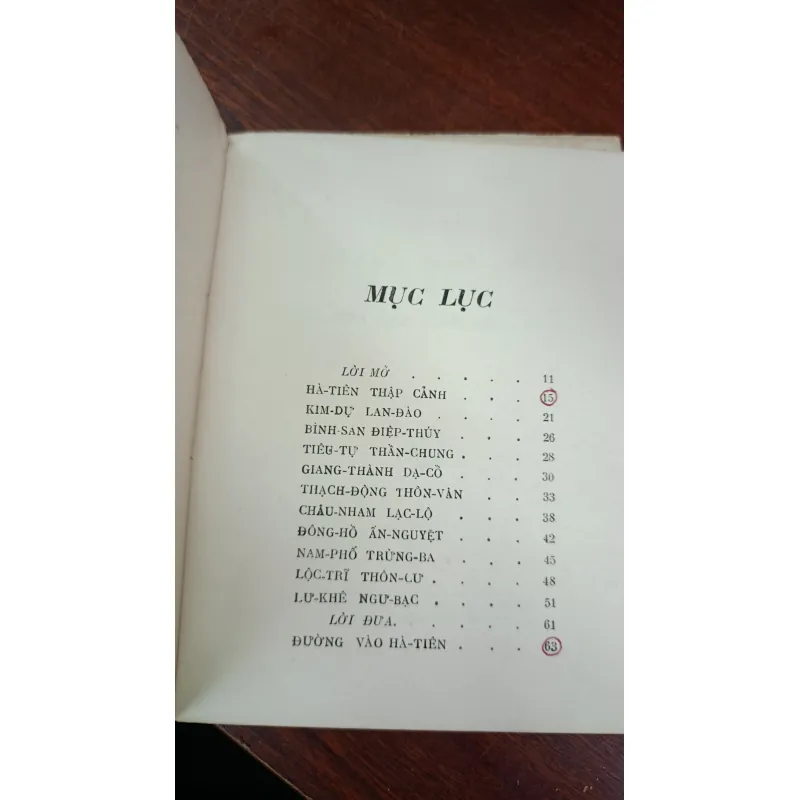 MỤC LỤC
LỜI MỞ . . . . . 11
HÀ-TIÊN THẬP CẢNH . . . 15
KIM-DỰ LAN-ĐÀO . . . . 21
BÌNH-SAN ĐIỆP-THÚY . . . 26
TIÊU-TỰ THẦN-CHUNG . . . 28
GIANG-THÀNH DẠ-CỒ . . . 30
THẠCH-ĐỘNG THÔN-VÂN . . 33
CHÂU-NHAM LẠC-LỘ . . . 38
ĐÔNG-HỒ ẤN-NGUYỆT . . . 42
NAM-PHỐ TRỪNG-BA . . . 45
LỘC-TRĨ THÔN-CƯ . . . . 48
LƯ-KHÊ NGƯ-BẠC . . . . 51
LỜI ĐƯA. . . . . 61
ĐƯỜNG VÀO HÀ-TIÊN . . . 63